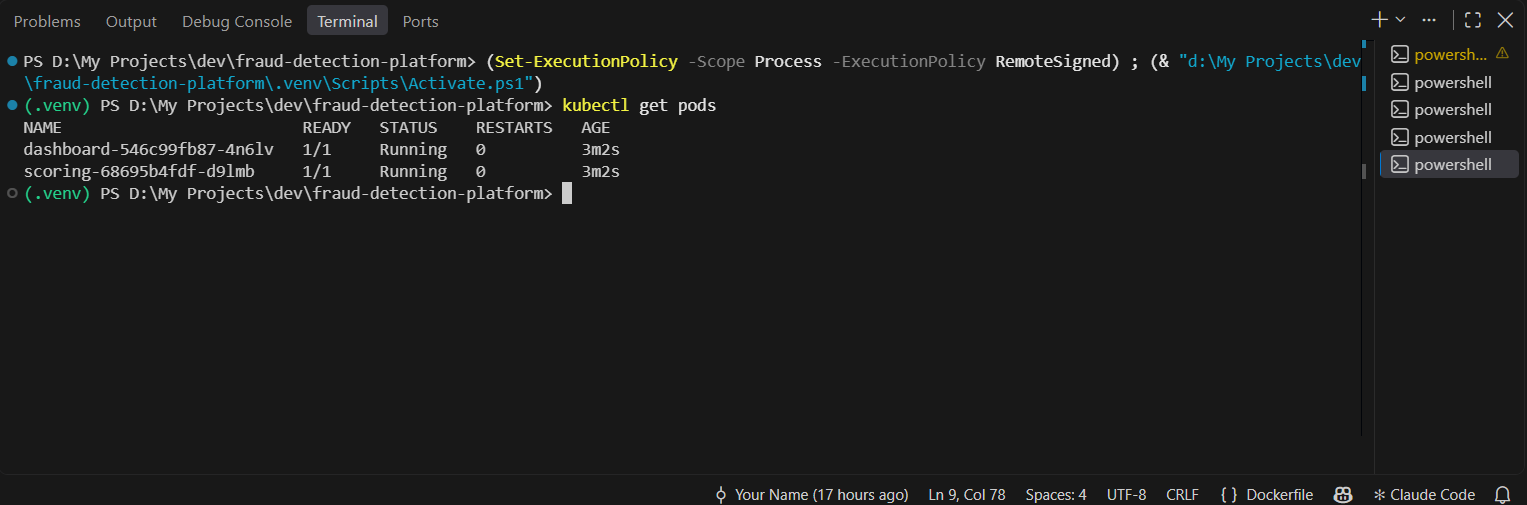 Problems Output Debug Console Terminal Ports
PS D:\My Projects\dev\fraud-detection-platform> (Set-ExecutionPolicy -Scope Process -ExecutionPolicy RemoteSigned) ; (& "d:\My Projects\dev
\fraud-detection-platform\.venv\Scripts\Activate.ps1")
(.venv) PS D:\My Projects\dev\fraud-detection-platform> kubectl get pods
NAME READY STATUS RESTARTS AGE
dashboard-546c99fb87-4n6lv 1/1 Running 0 3m2s
scoring-68695b4fdf-d9lmb 1/1 Running 0 3m2s
(.venv) PS D:\My Projects\dev\fraud-detection-platform>
powersh...
powershell
powershell
powershell
powershell
Your Name (17 hours ago) Ln 9, Col 78 Spaces: 4 UTF-8 CRLF {} Dockerfile Claude Code